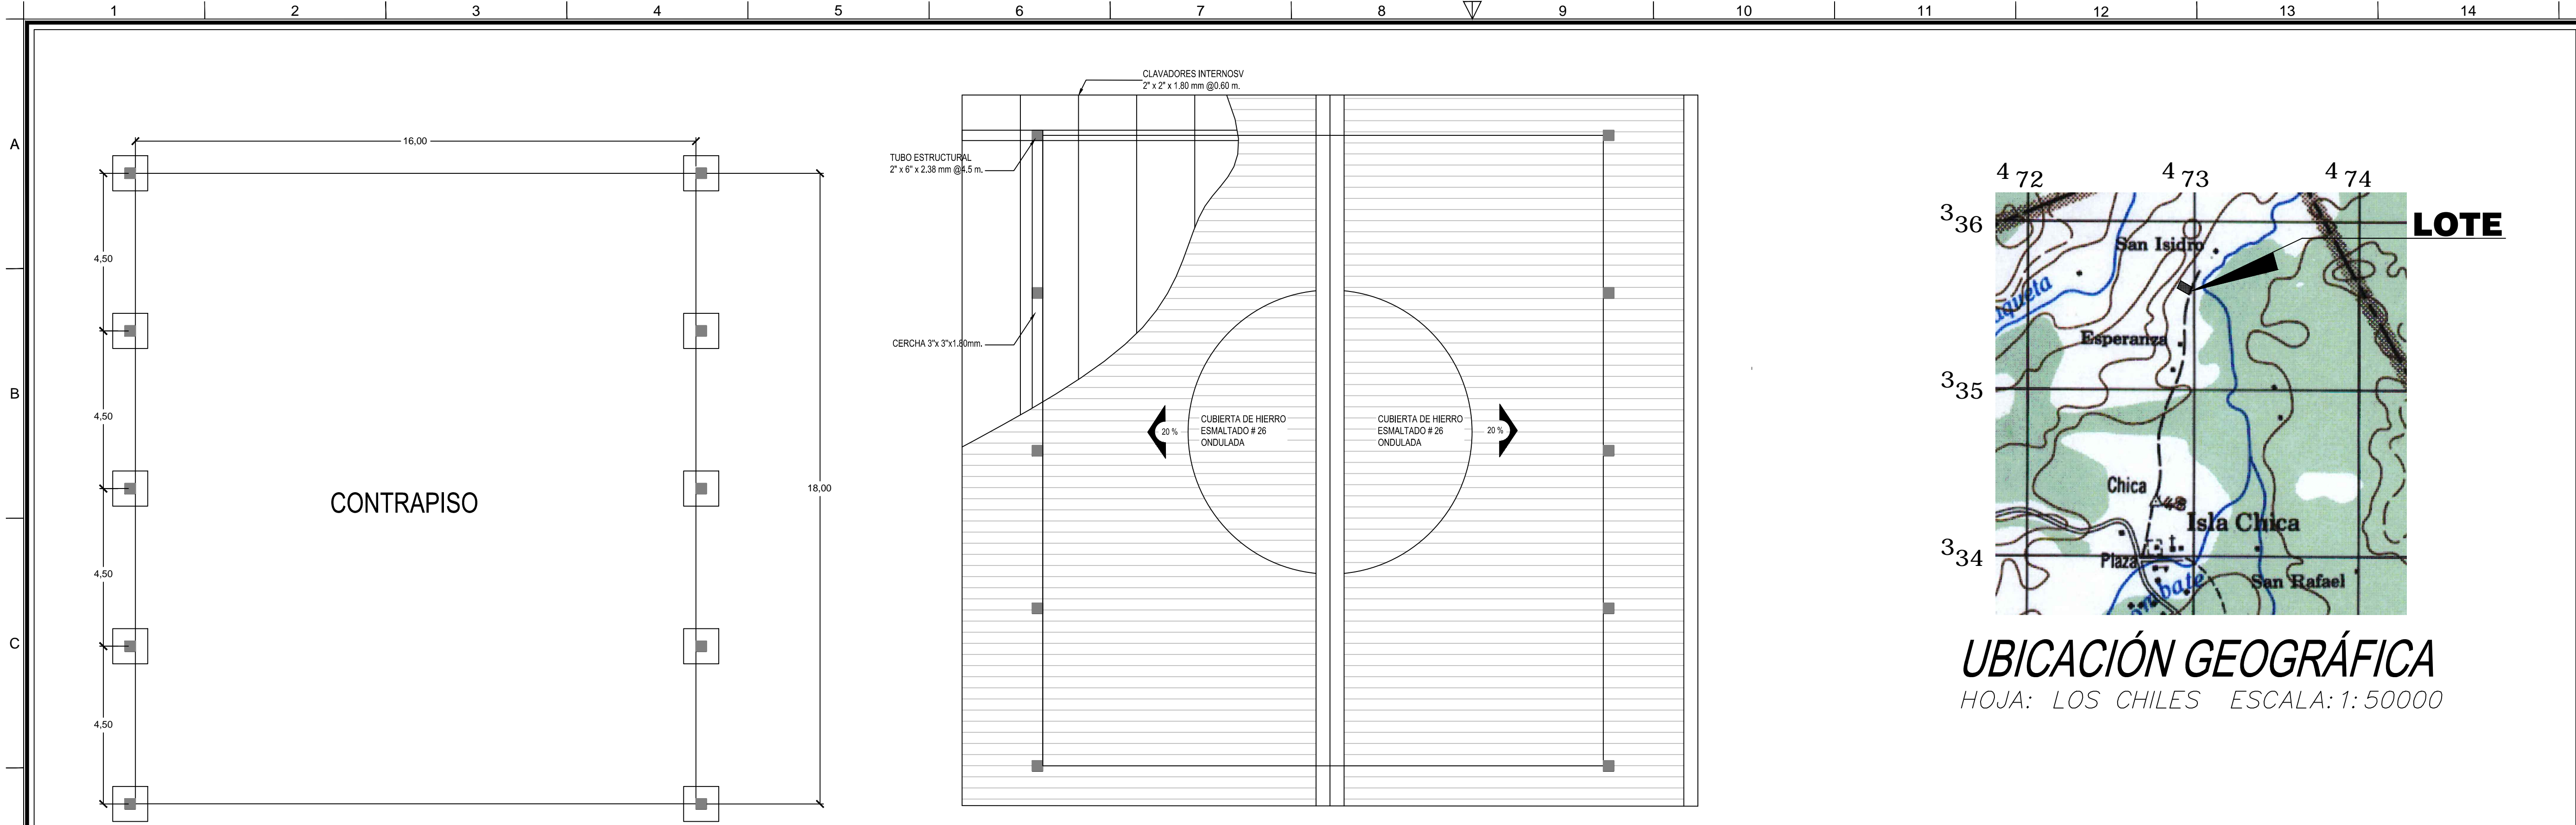 1 2 3 4 5 6 7 8 9 10 11 12 13 14
A
B
C
16,00
4,50
4,50
4,50
4,50
18,00
CONTRAPISO
CLAVADORES INTERNOSV
2" x 2" x 1.80 mm @0.60 m.
TUBO ESTRUCTURAL
2" x 6" x 2.38 mm @4.5 m.
CERCHA 3"x 3"x1.80mm.
20 %
CUBIERTA DE HIERRO
ESMALTADO # 26
ONDULADA
CUBIERTA DE HIERRO
ESMALTADO # 26
ONDULADA
20 %
4 72 4 73 4 74
3 36
3 35
3 34
LOTE
San Isidro
aqueta
Esperanza
Chica
48
Isla Chica
Plaza
San Rafael
mbate
UBICACIÓN GEOGRÁFICA
HOJA: LOS CHILES ESCALA:1:50000